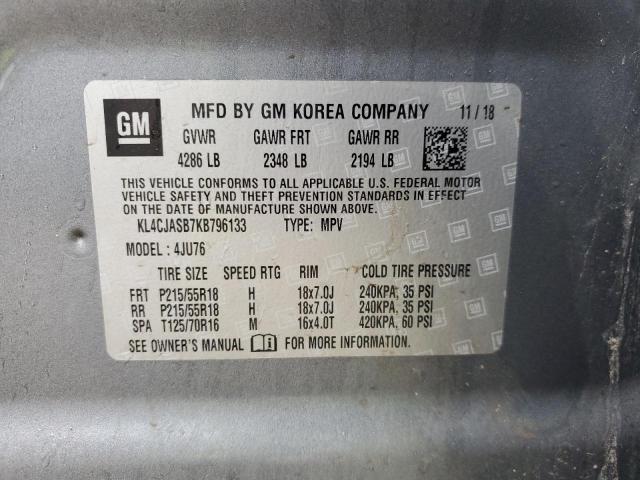 GM
MFD BY GM KOREA COMPANY 11/18
GVWR GAWR FRT GAWR RR
4286 LB 2348 LB 2194 LB
THIS VEHICLE CONFORMS TO ALL APPLICABLE U.S. FEDERAL MOTOR
VEHICLE SAFETY AND THEFT PREVENTION STANDARDS IN EFFECT
ON THE DATE OF MANUFACTURE SHOWN ABOVE.
KL4CJASB7KB796133 TYPE: MPV
MODEL: 4JU76
TIRE SIZE SPEED RTG RIM COLD TIRE PRESSURE
FRT P215/55R18 H 18x7.0J 240KPA, 35 PSI
RR P215/55R18 H 18x7.0J 240KPA, 35 PSI
SPA T125/70R16 M 16x4.0T 420KPA, 60 PSI
SEE OWNER'S MANUAL FOR MORE INFORMATION.